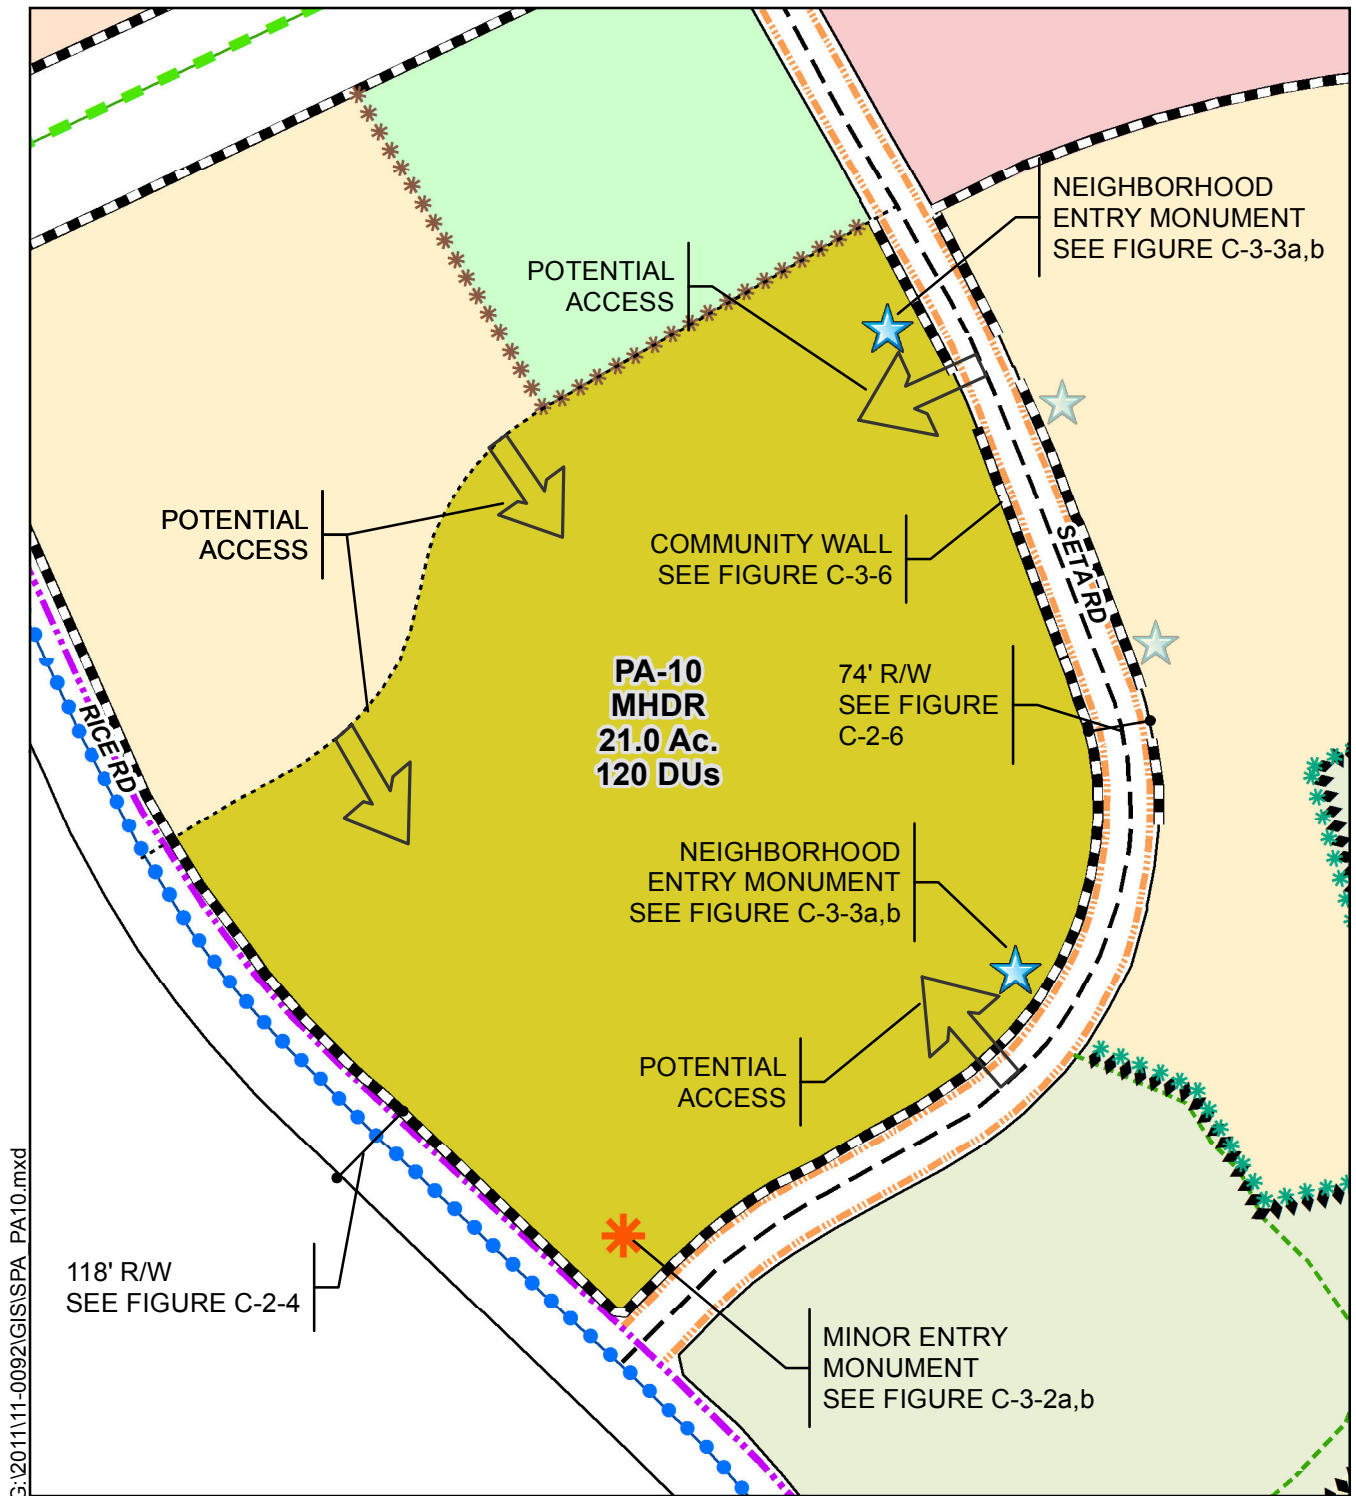 NEIGHBORHOOD
ENTRY MONUMENT
SEE FIGURE C-3-3a,b
POTENTIAL
ACCESS
POTENTIAL
ACCESS
COMMUNITY WALL
SEE FIGURE C-3-6
SETA RD
PA-10
MHDR
21.0 Ac.
120 DUs
74' R/W
SEE FIGURE
C-2-6
RICE RD
NEIGHBORHOOD
ENTRY MONUMENT
SEE FIGURE C-3-3a,b
POTENTIAL
ACCESS
118' R/W
SEE FIGURE C-2-4
MINOR ENTRY
MONUMENT
SEE FIGURE C-3-2a,b
G:\2011\11-0092\GIS\SPA_PA10.mxd